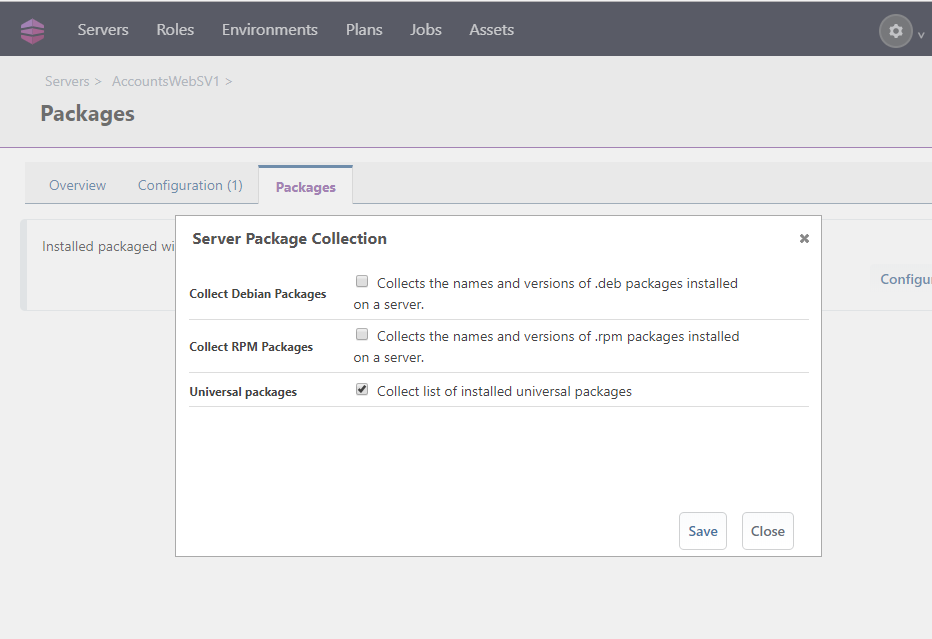 Servers Roles Environments Plans Jobs Assets
Servers > AccountsWebSV1 >
Packages
Overview Configuration (1) Packages
Installed packaged wi
Server Package Collection
Configu
Collect Debian Packages
Collects the names and versions of .deb packages installed
on a server.
Collect RPM Packages
Collects the names and versions of .rpm packages installed
on a server.
Universal packages
Collect list of installed universal packages
Save Close